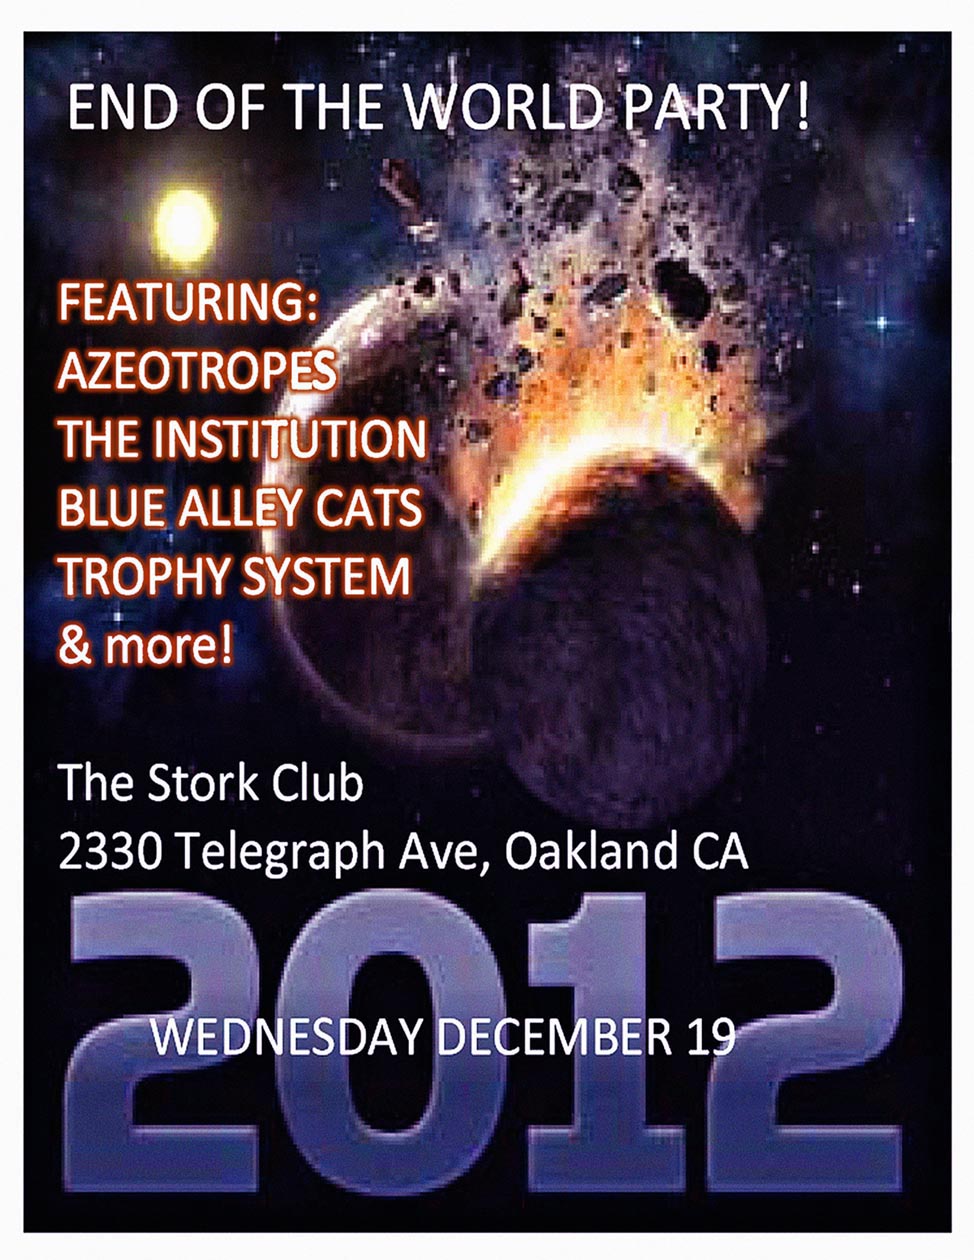 END OF THE WORLD PARTY!
FEATURING:
AZEOTROPES
THE INSTITUTION
BLUE ALLEY CATS
TROPHY SYSTEM
& more!
The Stork Club
2330 Telegraph Ave, Oakland CA
2012
WEDNESDAY DECEMBER 19